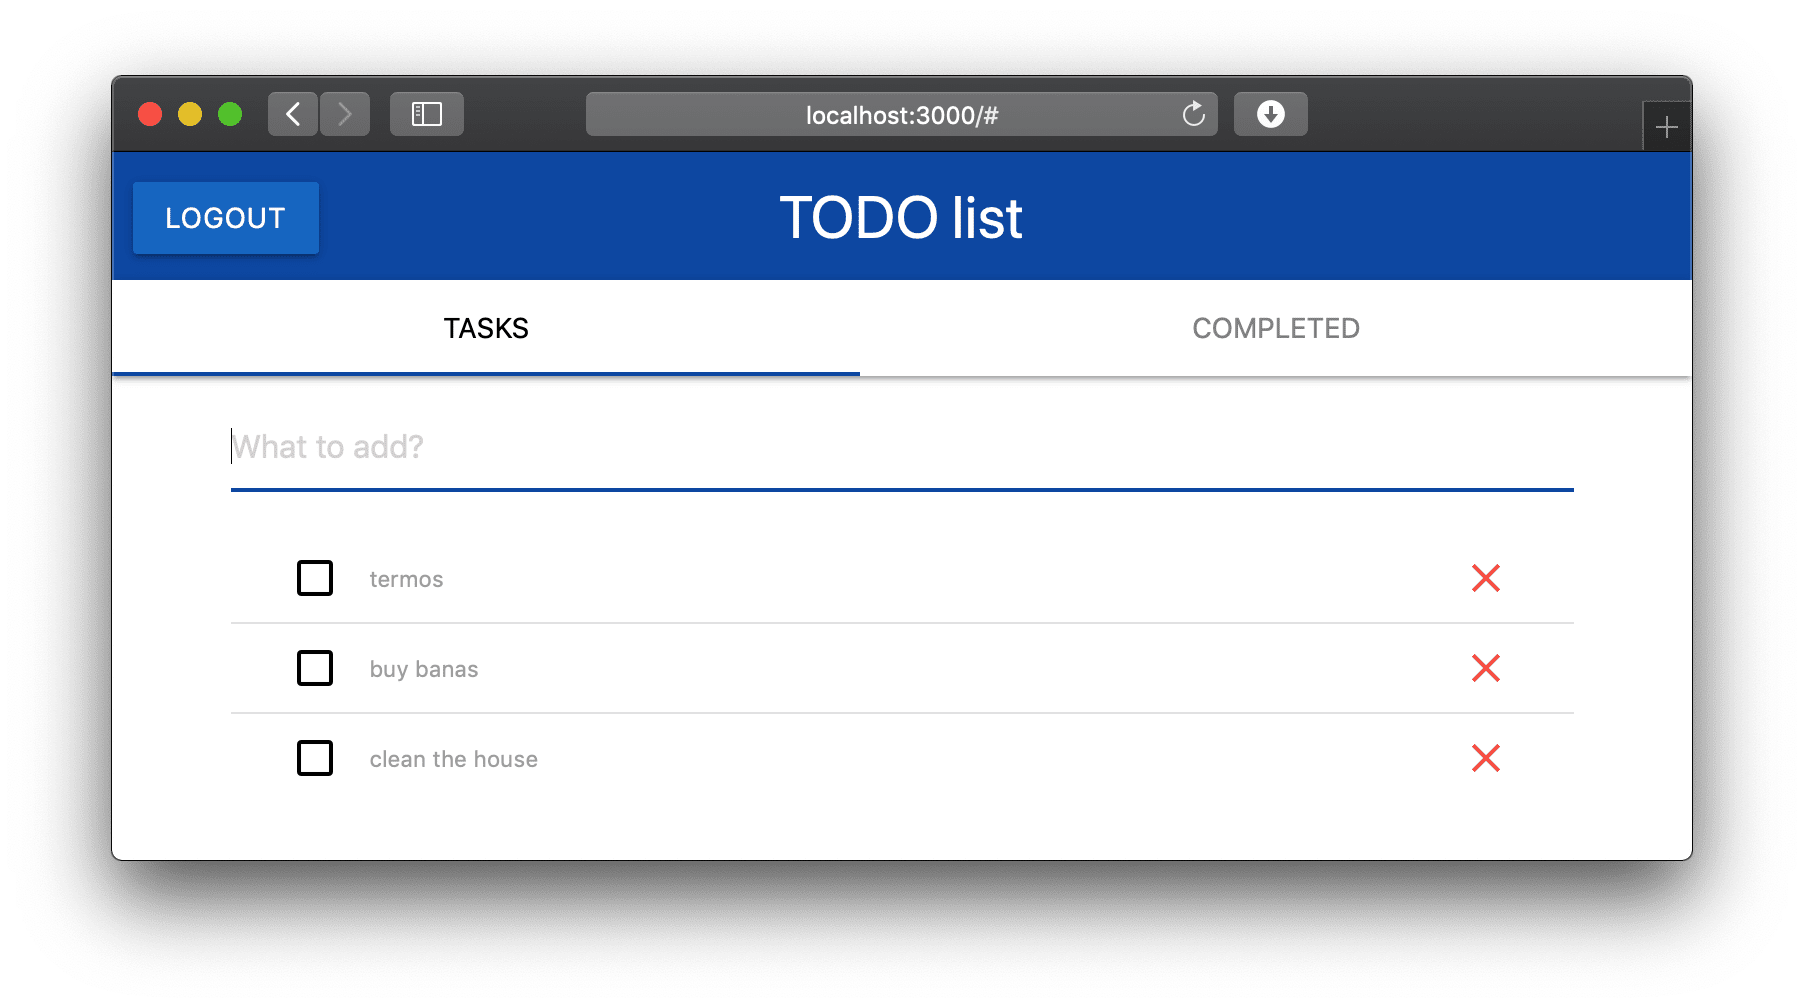 localhost:3000/#
LOGOUT
TODO list
TASKS
COMPLETED
What to add?
termos
buy banas
clean the house